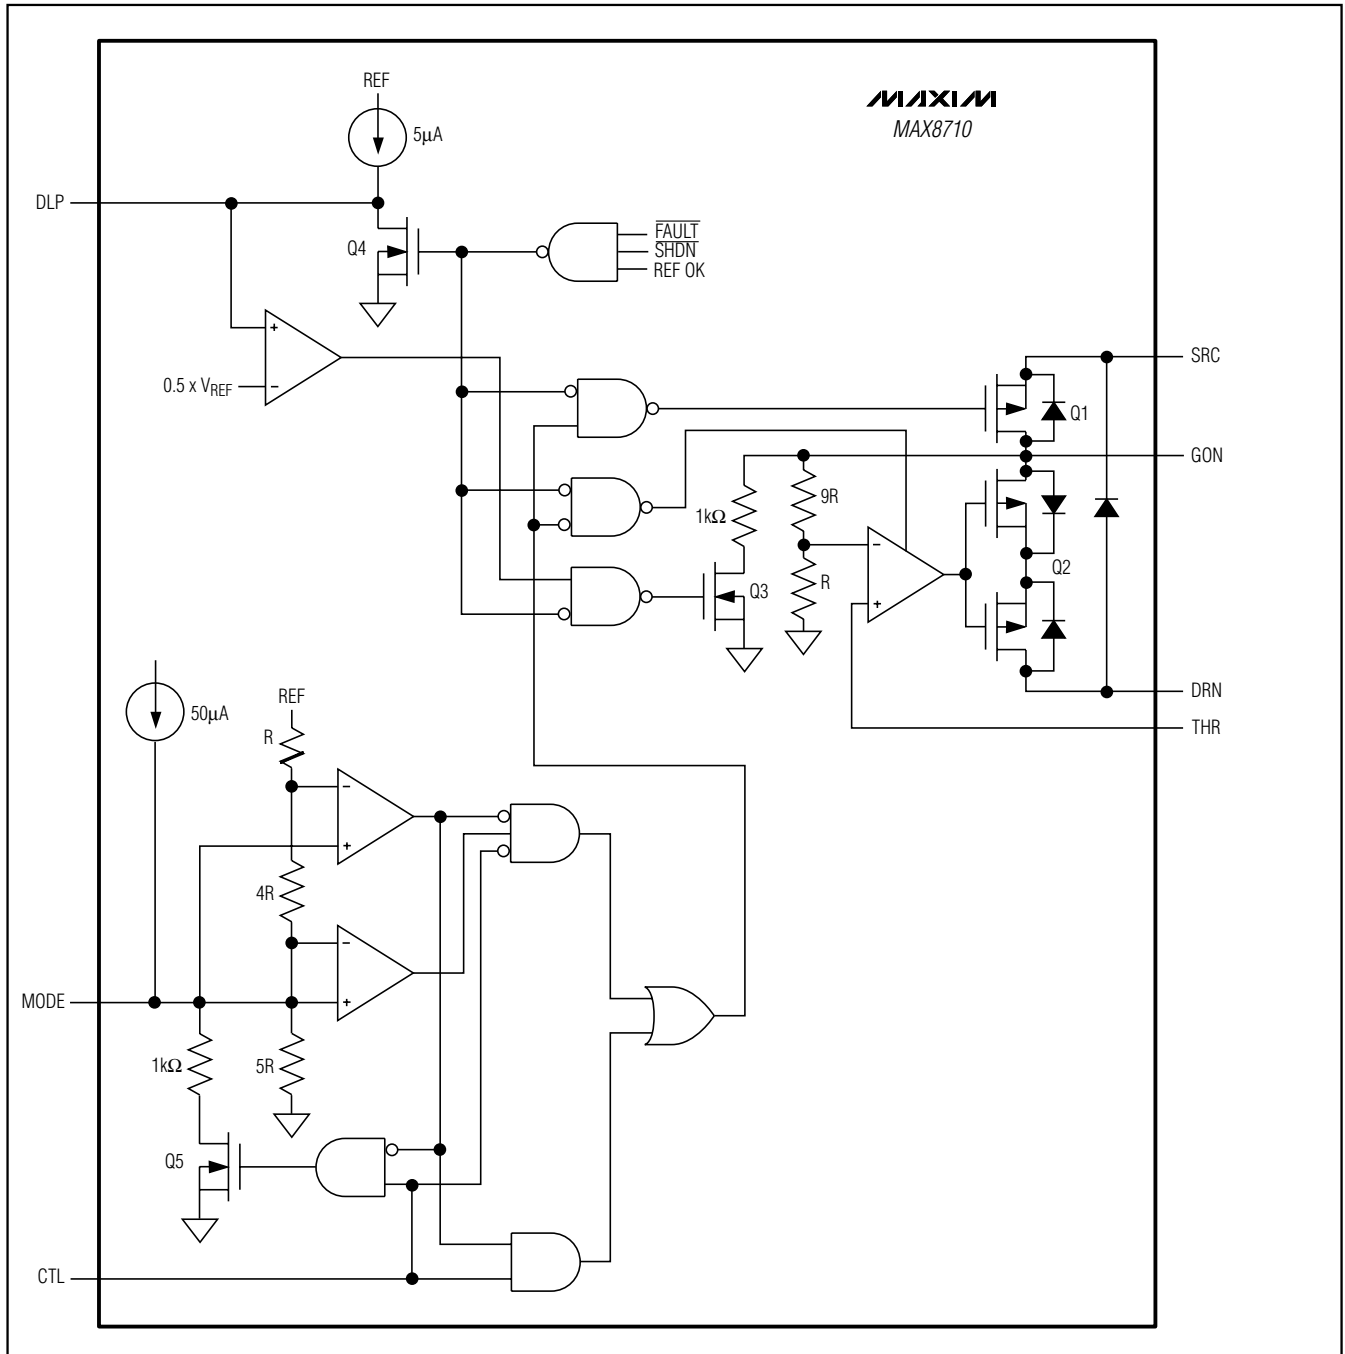 MAXIM
MAX8710
REF
5µA
DLP
Q4
FAULT
SHDN
REF OK
+
0.5 x VREF
−
SRC
Q1
GON
9R
1kΩ
−
Q2
Q3
R
+
DRN
THR
50µA
REF
R
−
+
4R
−
MODE
+
1kΩ
5R
Q5
CTL